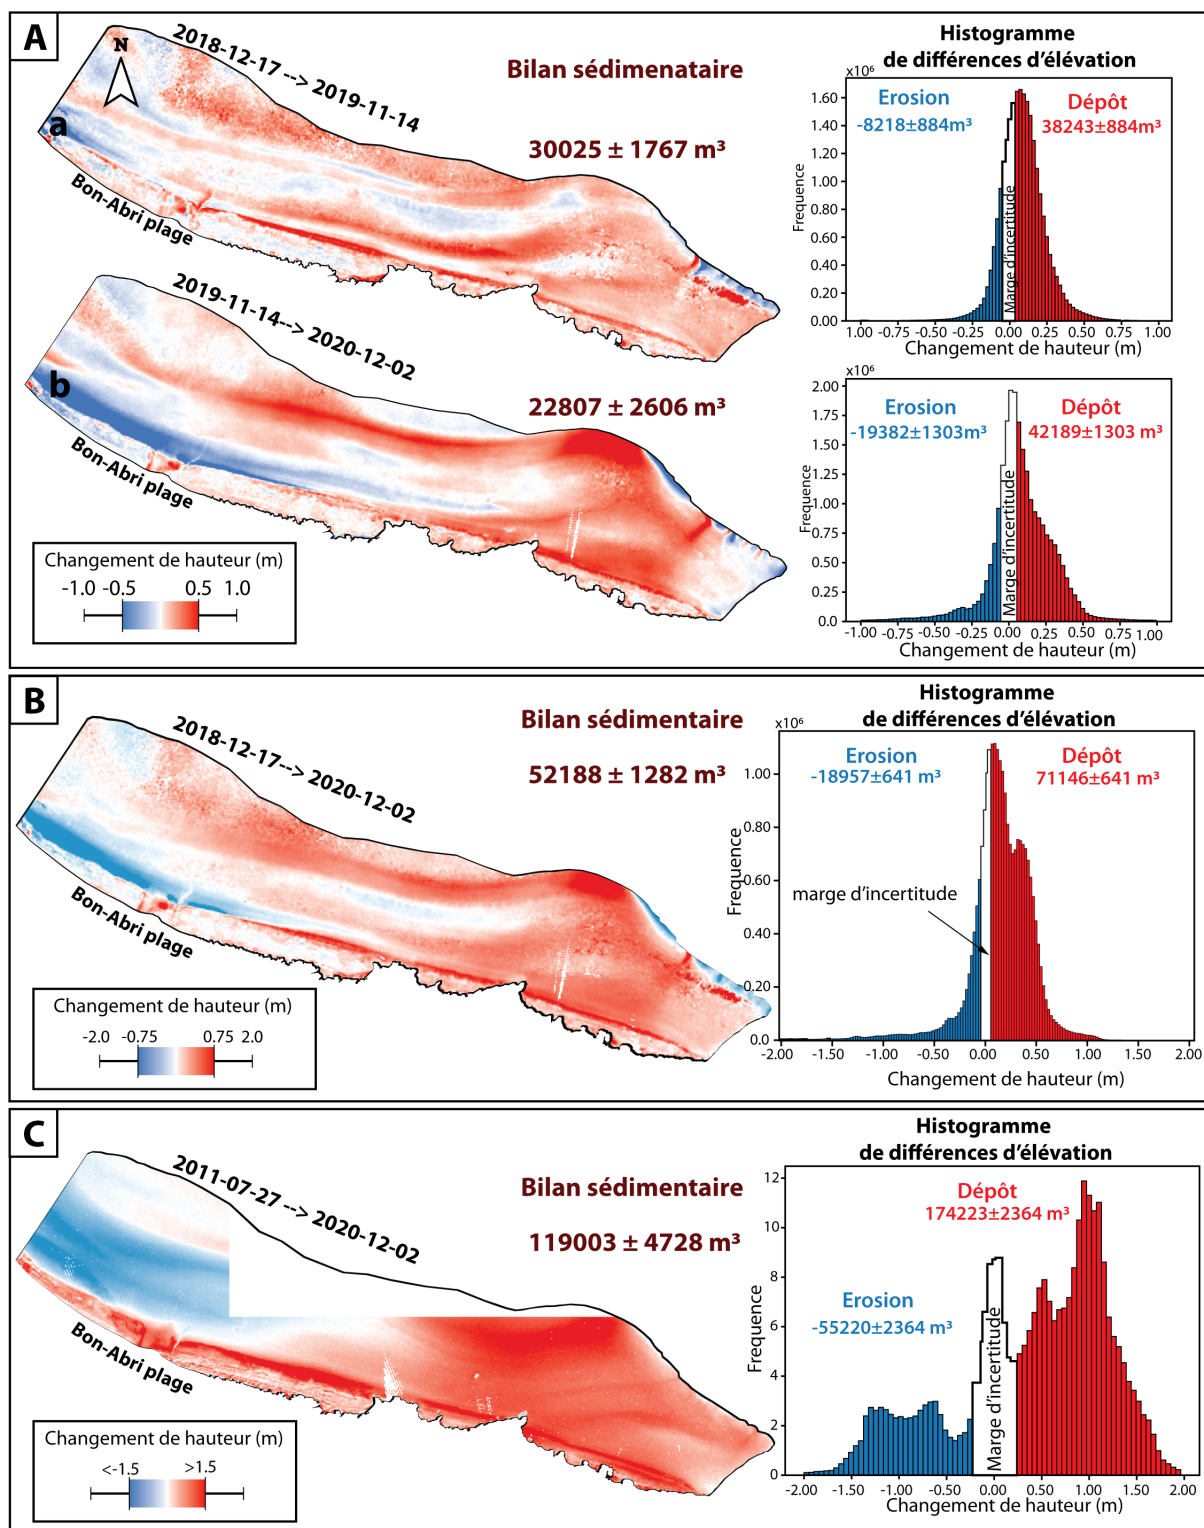 A
N
2018-12-17 --> 2019-11-14
Bilan sédimenataire
30025 ± 1767 m³
a
Bon-Abri plage
Histogramme
de différences d'élévation
x10⁶
Erosion
-8218±884m³
Dépôt
38243±884m³
Marge d'incertitude
Frequence
1.60
1.40
1.20
1.00
0.80
0.60
0.40
0.20
0.00
1.00 -0.75 -0.50 -0.25 0.00 0.25 0.50 0.75 1.00
Changement de hauteur (m)
2019-11-14--> 2020-12-02
22807 ± 2606 m³
b
Bon-Abri plage
x10⁶
Erosion
-19382±1303m³
Dépôt
42189±1303 m³
Marge d'incertitude
Frequence
2.00
1.75
1.50
1.25
1.00
0.75
0.50
0.25
0.0
-1.00 -0.75 -0.50 -0.25 0.00 0.25 0.50 0.75 1.00
Changement de hauteur (m)
Changement de hauteur (m)
-1.0 -0.5 0.5 1.0
B
2018-12-17--> 2020-12-02
Bilan sédimentaire
52188 ± 1282 m³
Bon-Abri plage
Histogramme
de différences d'élévation
x10⁶
Erosion
-18957±641 m³
Dépôt
71146±641 m³
marge d'incertitude
Frequence
1.00
0.80
0.60
0.40
0.20
0.0
-2.00 -1.50 -1.00 -0.50 0.00 0.50 1.00 1.50 2.00
Changement de hauteur (m)
Changement de hauteur (m)
-2.0 -0.75 0.75 2.0
C
2011-07-27 --> 2020-12-02
Bilan sédimentaire
119003 ± 4728 m³
Bon-Abri plage
Histogramme
de différences d'élévation
Dépôt
174223±2364 m³
Erosion
-55220±2364 m³
Marge d'incertitude
Frequence
12
10
8
6
4
2
0
-2.00 -1.50 -1.00 -0.50 0.00 0.50 1.00 1.50 2.00
Changement de hauteur (m)
Changement de hauteur (m)
<-1.5 >1.5